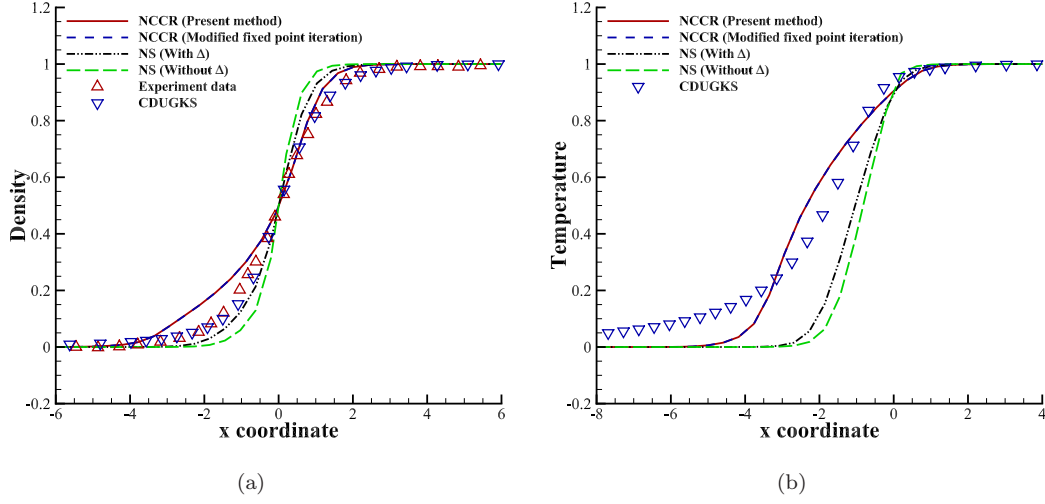 NCCR (Present method)
NCCR (Modified fixed point iteration)
NS (With Δ)
NS (Without Δ)
Experiment data
CDUGKS
1.2
1
0.8
0.6
0.4
0.2
0
-0.2
Density
-6 -4 -2 0 2 4 6
x coordinate
(a)
NCCR (Present method)
NCCR (Modified fixed point iteration)
NS (With Δ)
NS (Without Δ)
CDUGKS
1.2
1
0.8
0.6
0.4
0.2
0
-0.2
Temperature
-8 -6 -4 -2 0 2 4
x coordinate
(b)